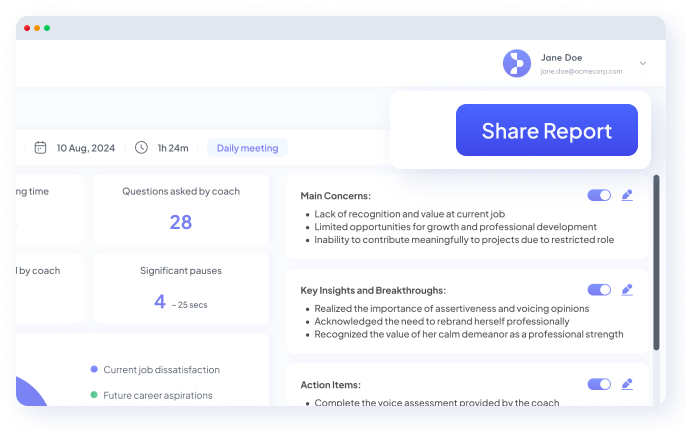 Jane Doe
jane.doe@acmecorp.com
Share Report
10 Aug, 2024
1h 24m
Daily meeting
ng time
Questions asked by coach
28
l by coach
Significant pauses
4 ~ 25 secs
Current job dissatisfaction
Future career aspirations
Main Concerns:
• Lack of recognition and value at current job
• Limited opportunities for growth and professional development
• Inability to contribute meaningfully to projects due to restricted role
Key Insights and Breakthroughs:
• Realized the importance of assertiveness and voicing opinions
• Acknowledged the need to rebrand herself professionally
• Recognized the value of her calm demeanor as a professional strength
Action Items:
• Complete the voice assessment provided by the coach